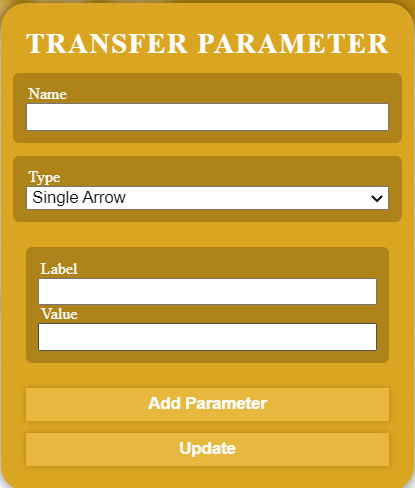 TRANSFER PARAMETER
Name
Type
Single Arrow
Label
Value
Add Parameter
Update